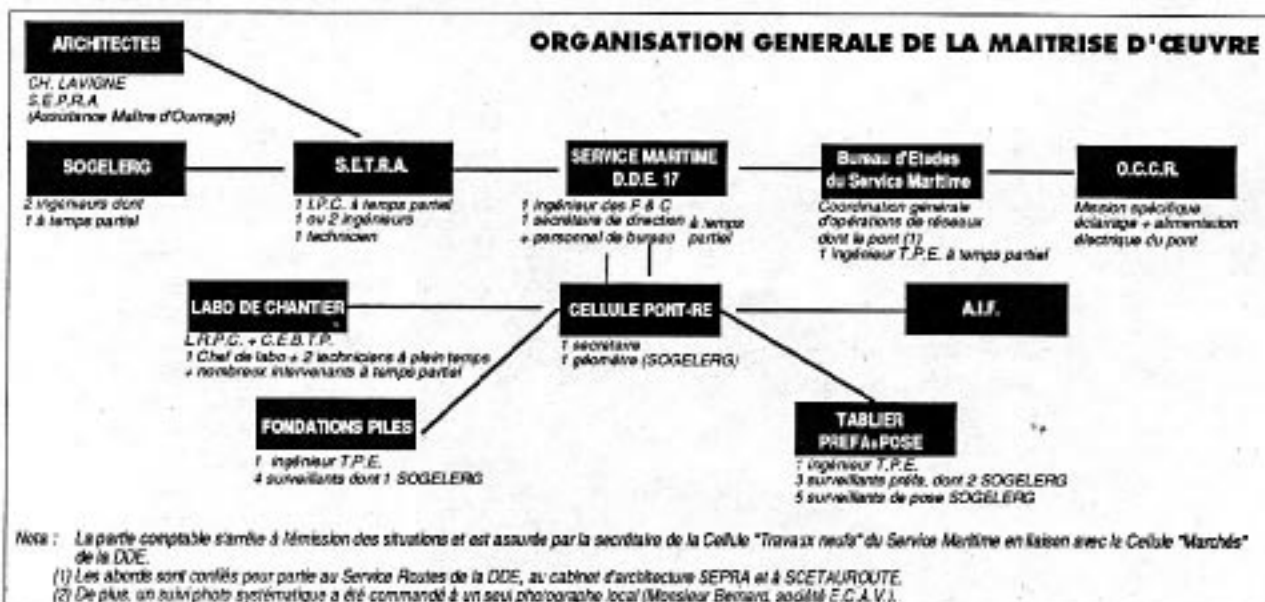 ORGANISATION GENERALE DE LA MAITRISE D'ŒUVRE
ARCHITECTES
CH. LAVIGNE
S.E.P.R.A.
(Assistance Maître d'Ouvrage)
SOGELERG
2 ingénieurs dont
1 à temps partiel
S.E.T.R.A.
1 I.P.C. à temps partiel
1 ou 2 ingénieurs
1 technicien
SERVICE MARITIME
D.D.E. 17
1 ingénieur des P & C
1 secrétaire de direction à temps
+ personnel de bureau partiel
Bureau d'Etudes
du Service Maritime
Coordination générale
d'opérations de réseaux
dont le pont (1)
1 ingénieur T.P.E. à temps partiel
O.C.C.R.
Mission spécifique
éclairage + alimentation
électrique du pont
LABO DE CHANTIER
L.R.P.C. + C.E.B.T.P.
1 Chef de labo + 2 techniciens à plein temps
+ nombreux intervenants à temps partiel
CELLULE PONT-RE
1 secrétaire
1 géomètre (SOGELERG)
A.I.F.
FONDATIONS PILES
1 ingénieur T.P.E.
4 surveillants dont 1 SOGELERG
TABLIER
PREFA+POSE
1 ingénieur T.P.E.
3 surveillants préfa, dont 2 SOGELERG
5 surveillants de pose SOGELERG
Nota : La partie comptable s'arrête à l'émission des situations et est assurée par la secrétaire de la Cellule "Travaux neufs" du Service Maritime en liaison avec la Cellule "Marchés"
de la DDE.
(1) Les abords sont confiés pour partie au Service Routes de la DDE, au cabinet d'architecture SEPRA et à SCETAUROUTE.
(2) De plus, un suivi photo systématique a été commandé à un seul photographe local (Monsieur Bernard, société E.C.A.V.).